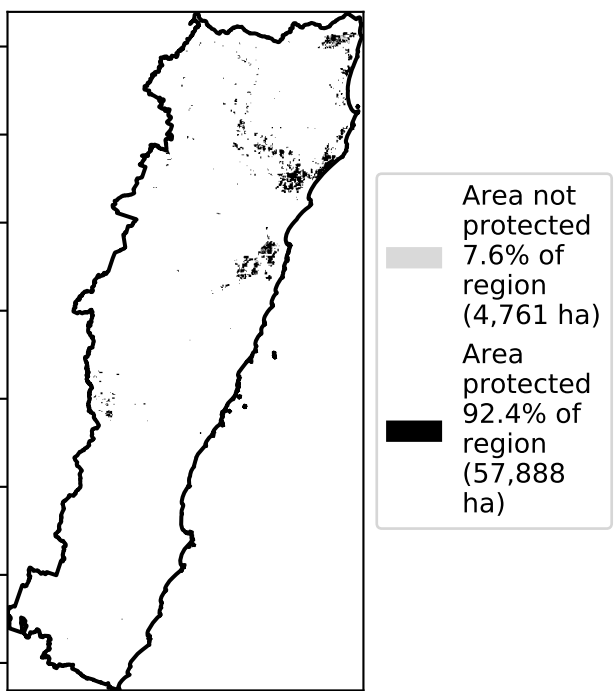 Area not
protected
7.6% of
region
(4,761 ha)
Area
protected
92.4% of
region
(57,888
ha)